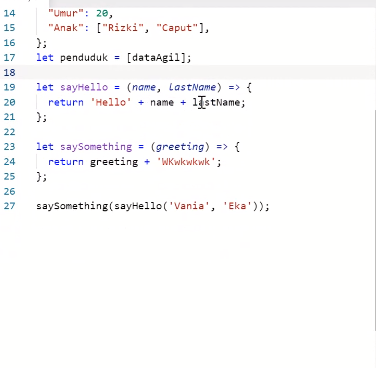 14 "Umur": 20,
15 "Anak": ["Rizki", "Caput"],
16 };
17 let penduduk = [dataAgil];
18
19 let sayHello = (name, lastName) => {
20 return 'Hello' + name + lastName;
21 };
22
23 let saySomething = (greeting) => {
24 return greeting + 'WKwkwkwk';
25 };
26
27 saySomething(sayHello('Vania', 'Eka'));